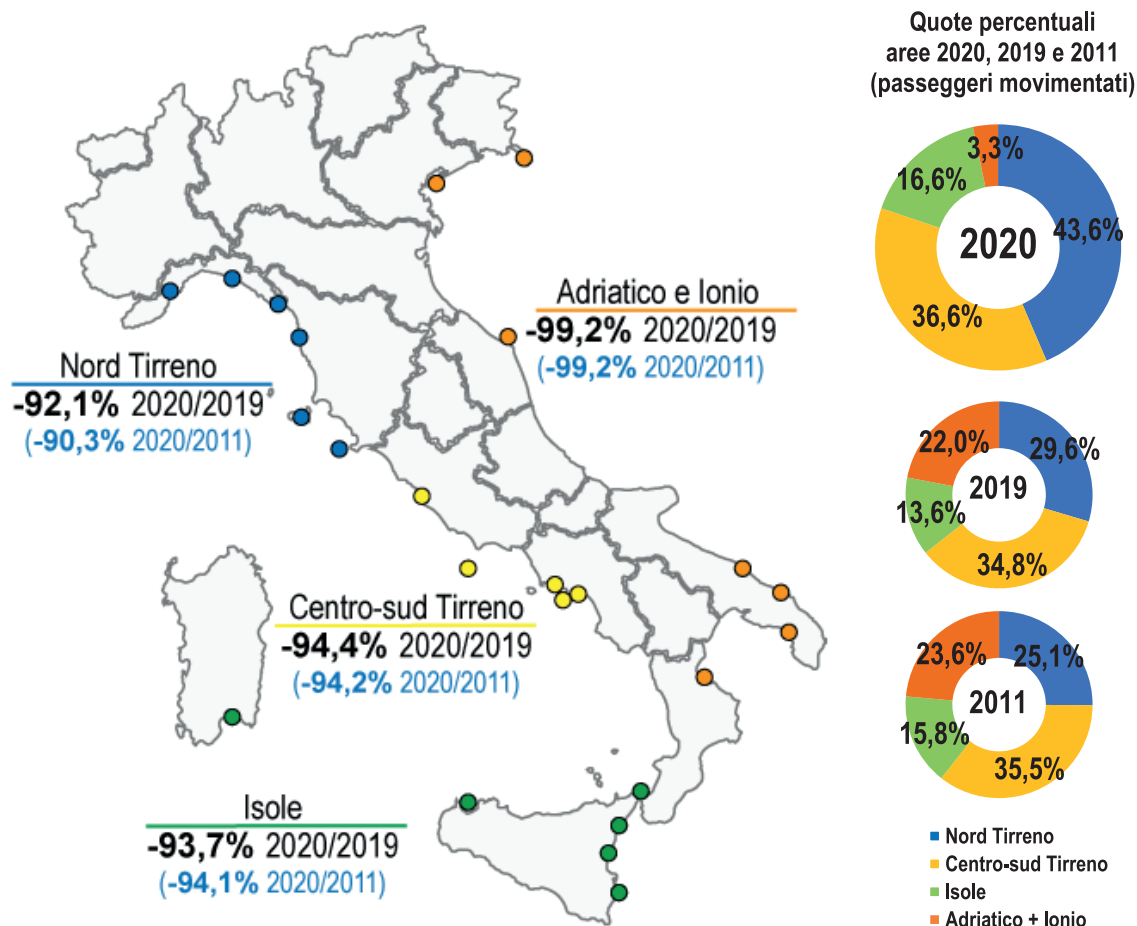 Quote percentuali
aree 2020, 2019 e 2011
(passeggeri movimentati)
3,3%
16,6%
43,6%
2020
36,6%
Adriatico e Ionio
-99,2% 2020/2019
(-99,2% 2020/2011)
Nord Tirreno
-92,1% 2020/2019
(-90,3% 2020/2011)
22,0%
29,6%
2019
13,6%
34,8%
Centro-sud Tirreno
-94,4% 2020/2019
(-94,2% 2020/2011)
23,6%
25,1%
2011
15,8%
35,5%
Isole
-93,7% 2020/2019
(-94,1% 2020/2011)
Nord Tirreno
Centro-sud Tirreno
Isole
Adriatico + Ionio